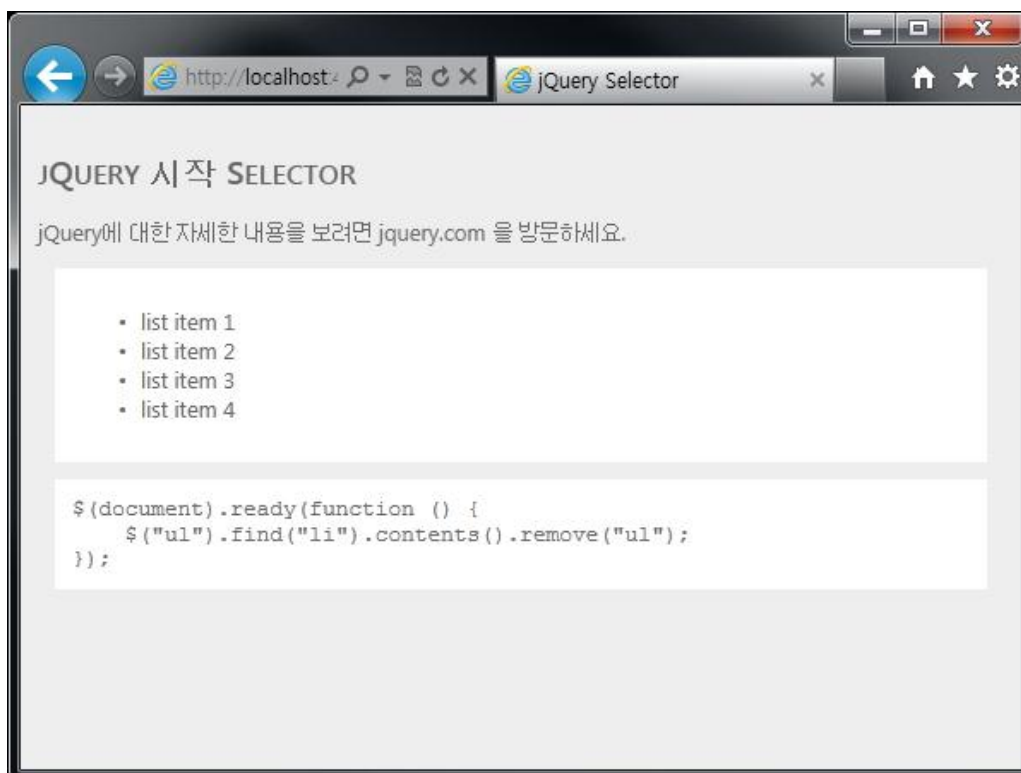 http://localhost:
jQuery Selector
JQUERY 시작 SELECTOR
jQuery에 대한 자세한 내용을 보려면 jquery.com 을 방문하세요.
• list item 1
• list item 2
• list item 3
• list item 4
$(document).ready(function () {
    $("ul").find("li").contents().remove("ul");
});